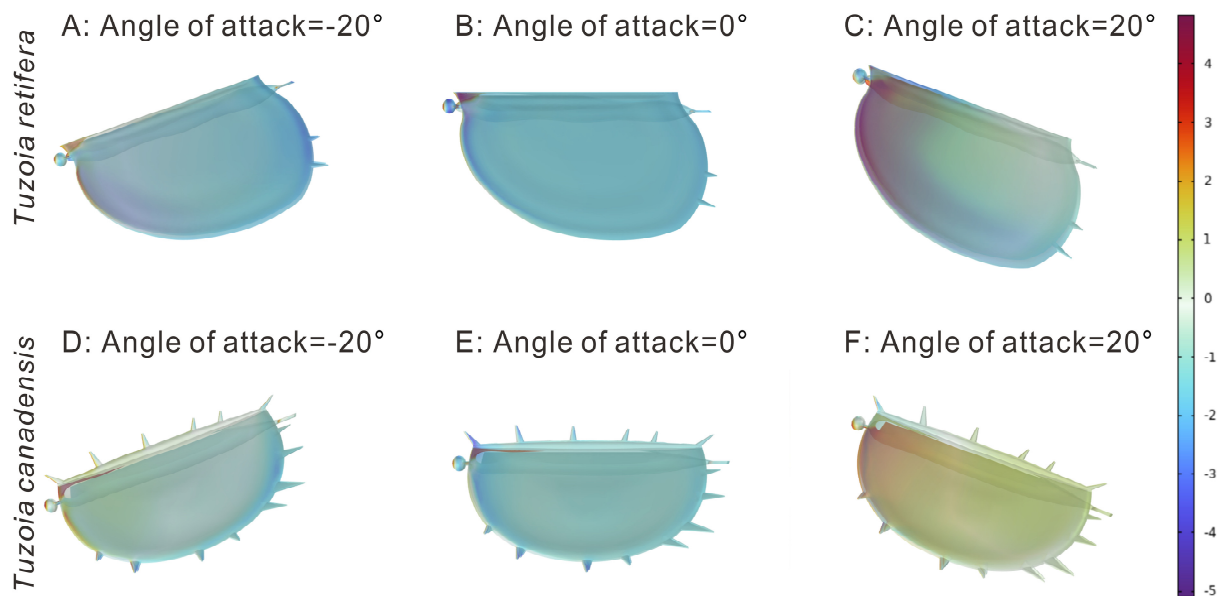 Tuzoia retifera
A: Angle of attack=-20°
B: Angle of attack=0°
C: Angle of attack=20°
4
3
2
1
0
-1
-2
-3
-4
-5
Tuzoia canadensis
D: Angle of attack=-20°
E: Angle of attack=0°
F: Angle of attack=20°